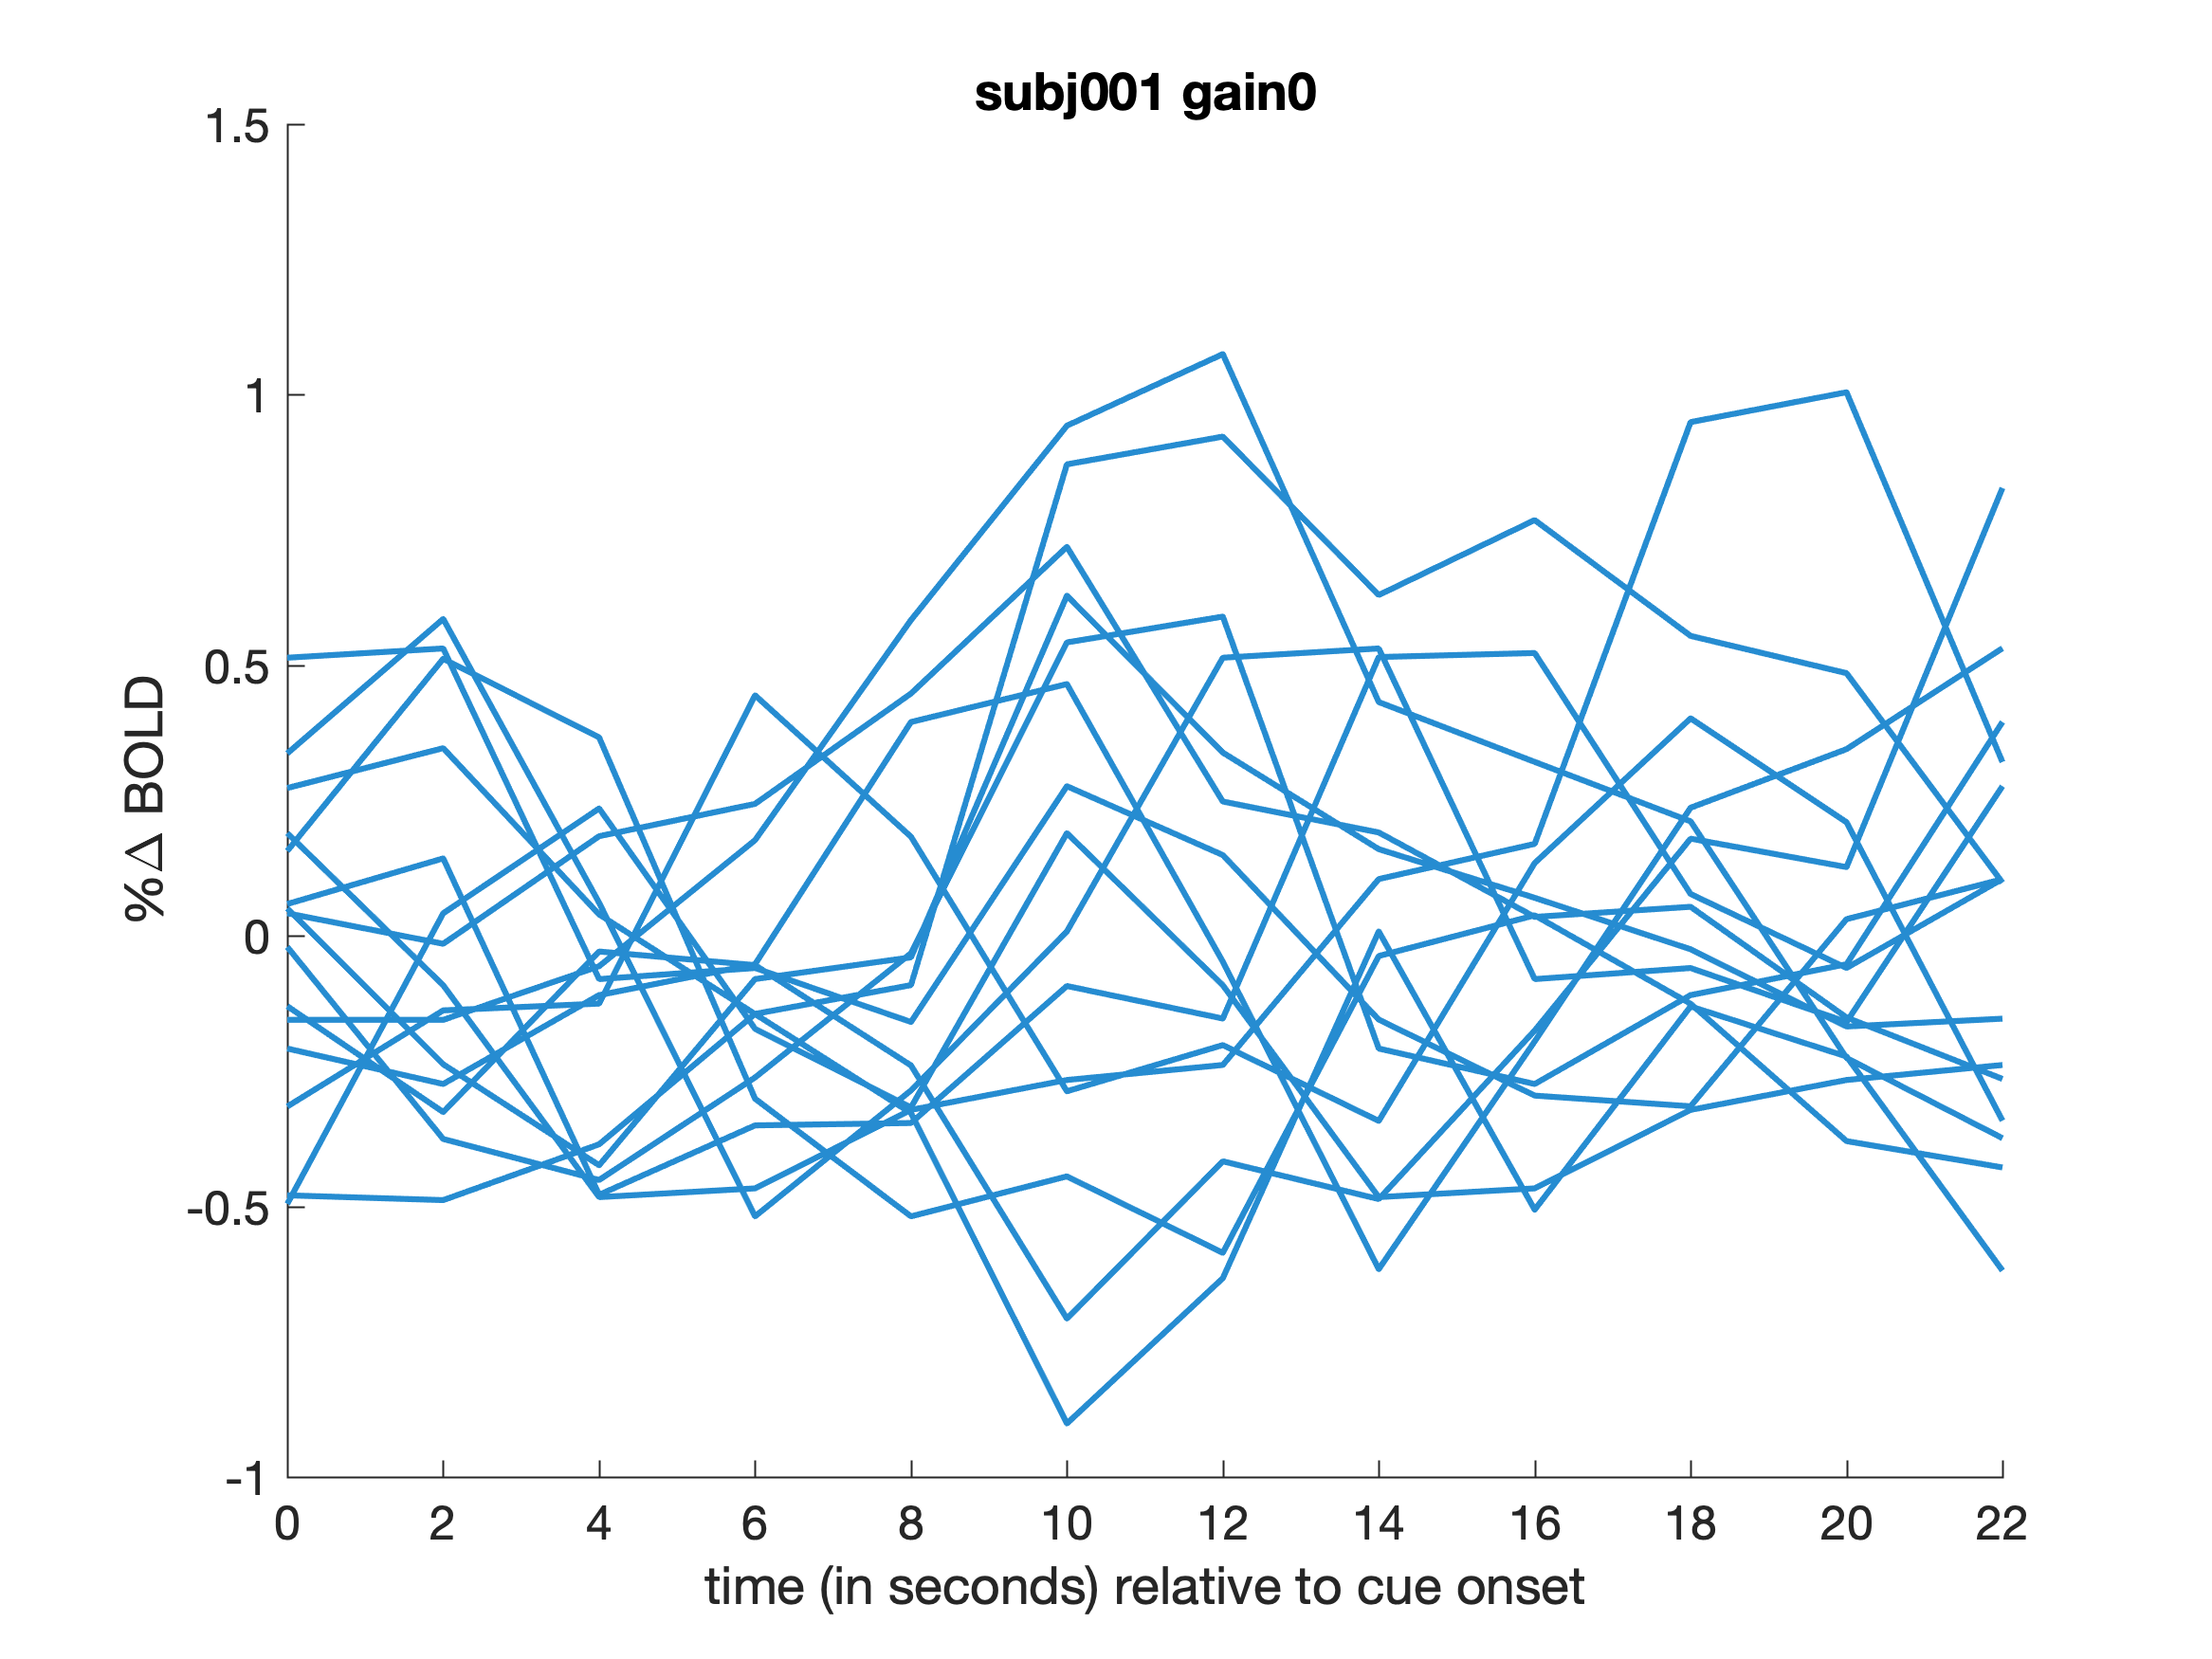 subj001 gain0
1.5
1
0.5
0
-0.5
-1
%Δ BOLD
0 2 4 6 8 10 12 14 16 18 20 22
time (in seconds) relative to cue onset